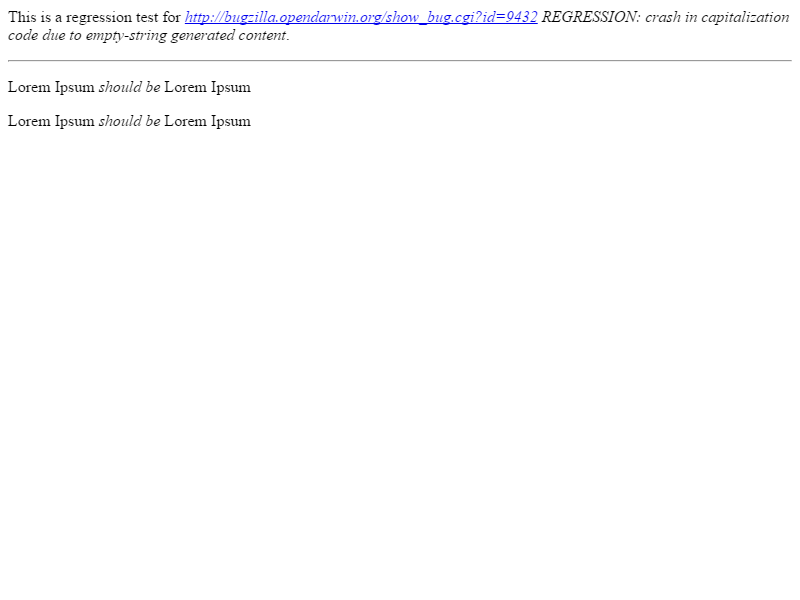 This is a regression test for http://bugzilla.opendarwin.org/show_bug.cgi?id=9432 REGRESSION: crash in capitalization
code due to empty-string generated content.
Lorem Ipsum should be Lorem Ipsum
Lorem Ipsum should be Lorem Ipsum